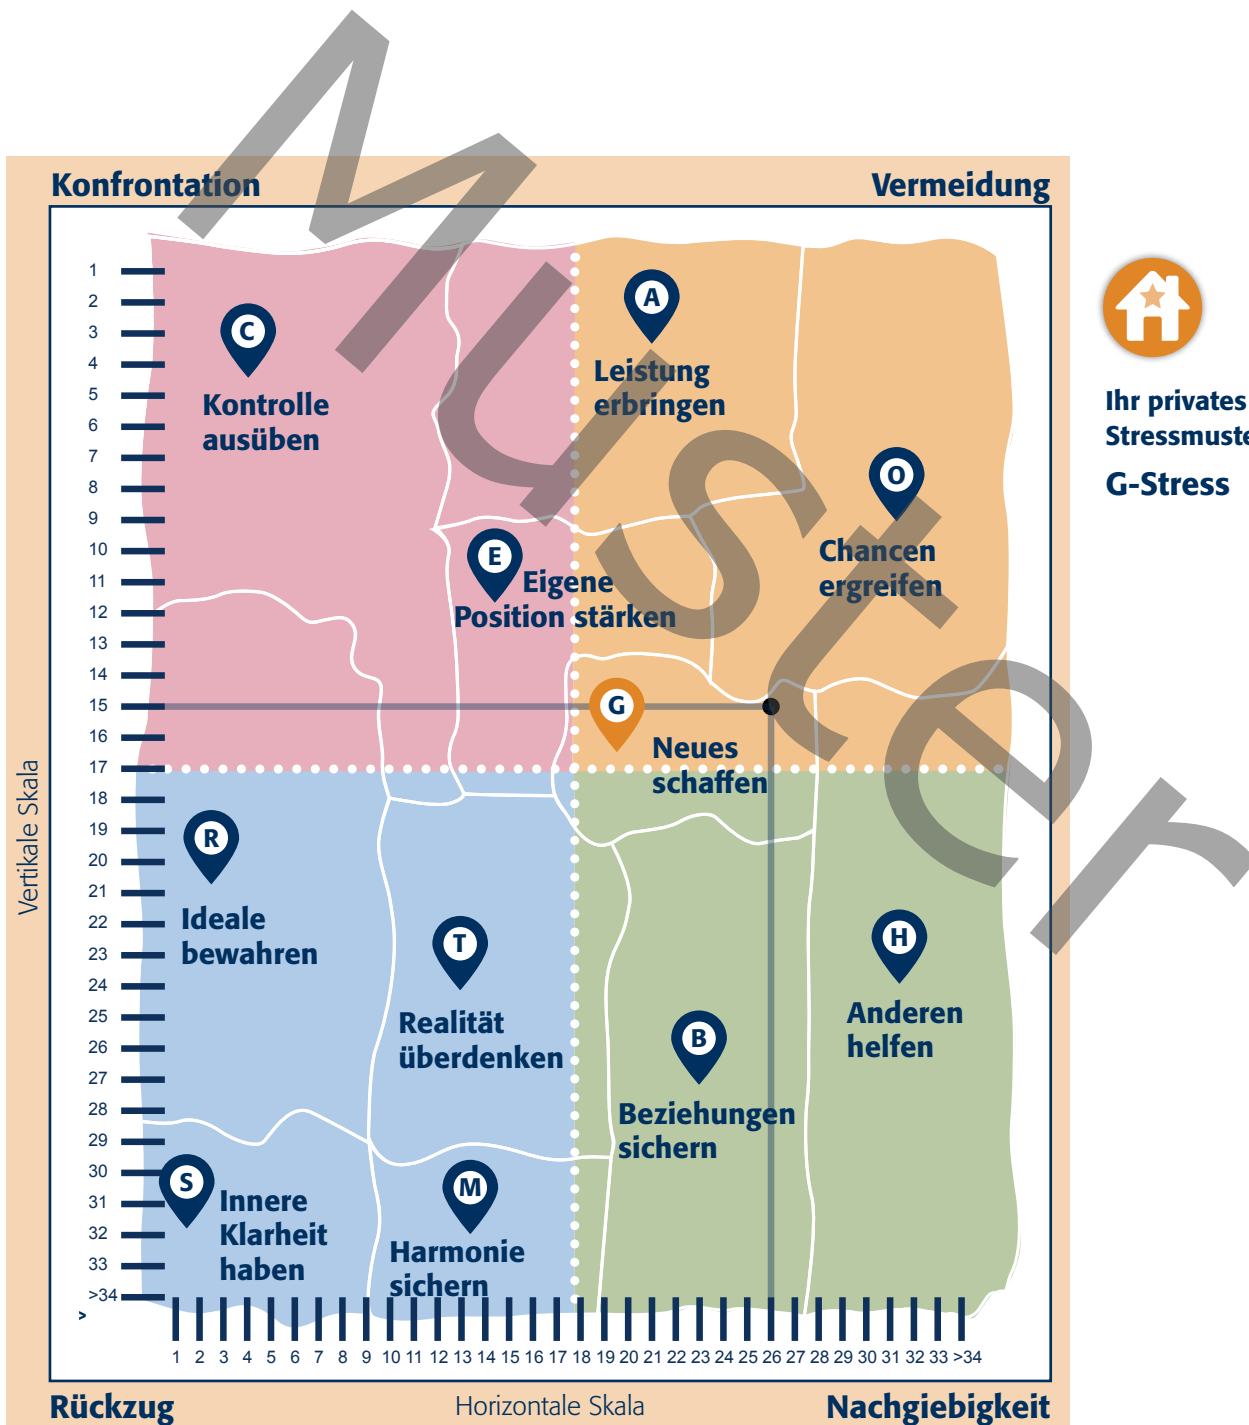 Konfrontation
Vermeidung
1
2
3
4
5
6
7
8
9
10
11
12
13
14
15
16
17
18
19
20
21
22
23
24
25
26
27
28
29
30
31
32
33
>34
>
Vertikale Skala
C
Kontrolle
ausüben
A
Leistung
erbringen
O
Chancen
ergreifen
E
Eigene
Position stärken
G
Neues
schaffen
R
Ideale
bewahren
T
Realität
überdenken
H
Anderen
helfen
B
Beziehungen
sichern
S
Innere
Klarheit
haben
M
Harmonie
sichern
1 2 3 4 5 6 7 8 9 10 11 12 13 14 15 16 17 18 19 20 21 22 23 24 25 26 27 28 29 30 31 32 33 >34
Rückzug
Horizontale Skala
Nachgiebigkeit
Ihr privates
Stressmuste
G-Stress
Muster